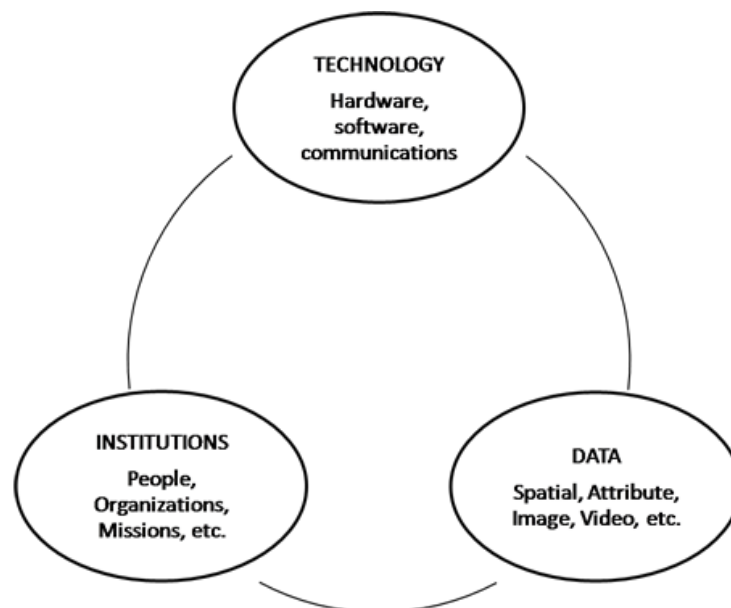 TECHNOLOGY
Hardware,
software,
communications
INSTITUTIONS
People,
Organizations,
Missions, etc.
DATA
Spatial, Attribute,
Image, Video, etc.